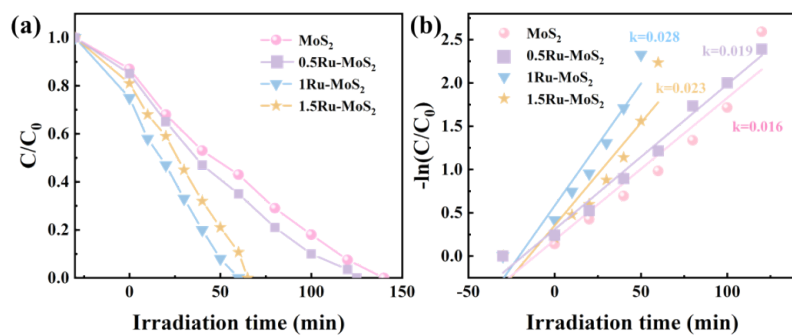 (a)
MoS₂
0.5Ru-MoS₂
1Ru-MoS₂
1.5Ru-MoS₂
C/C₀
1.0
0.8
0.6
0.4
0.2
0.0
0
50
100
150
Irradiation time (min)
(b)
MoS₂
0.5Ru-MoS₂
1Ru-MoS₂
1.5Ru-MoS₂
k=0.028
k=0.019
k=0.023
k=0.016
-ln(C/C₀)
2.5
2.0
1.5
1.0
0.5
0.0
-50
0
50
100
Irradiation time (min)